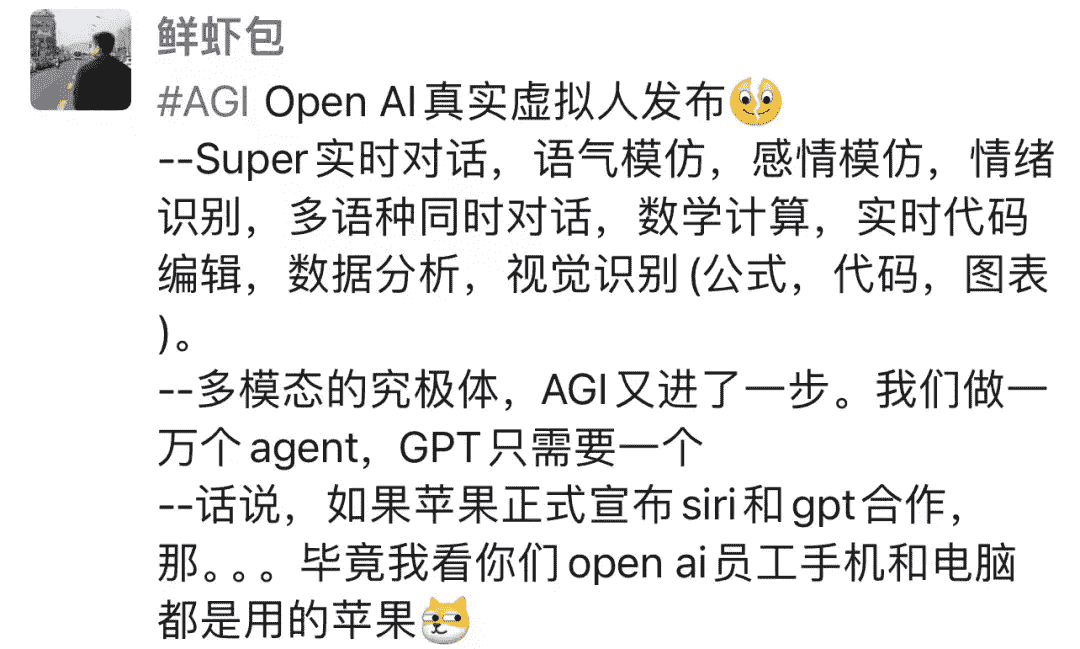 鲜虾包
#AGI Open AI真实虚拟人发布
--Super实时对话，语气模仿，感情模仿，情绪
识别，多语种同时对话，数学计算，实时代码
编辑，数据分析，视觉识别(公式，代码，图表
)。
--多模态的究极体，AGI又进了一步。我们做一
万个agent，GPT只需要一个
--话说，如果苹果正式宣布siri和gpt合作，
那。。。毕竟我看你们open ai员工手机和电脑
都是用的苹果